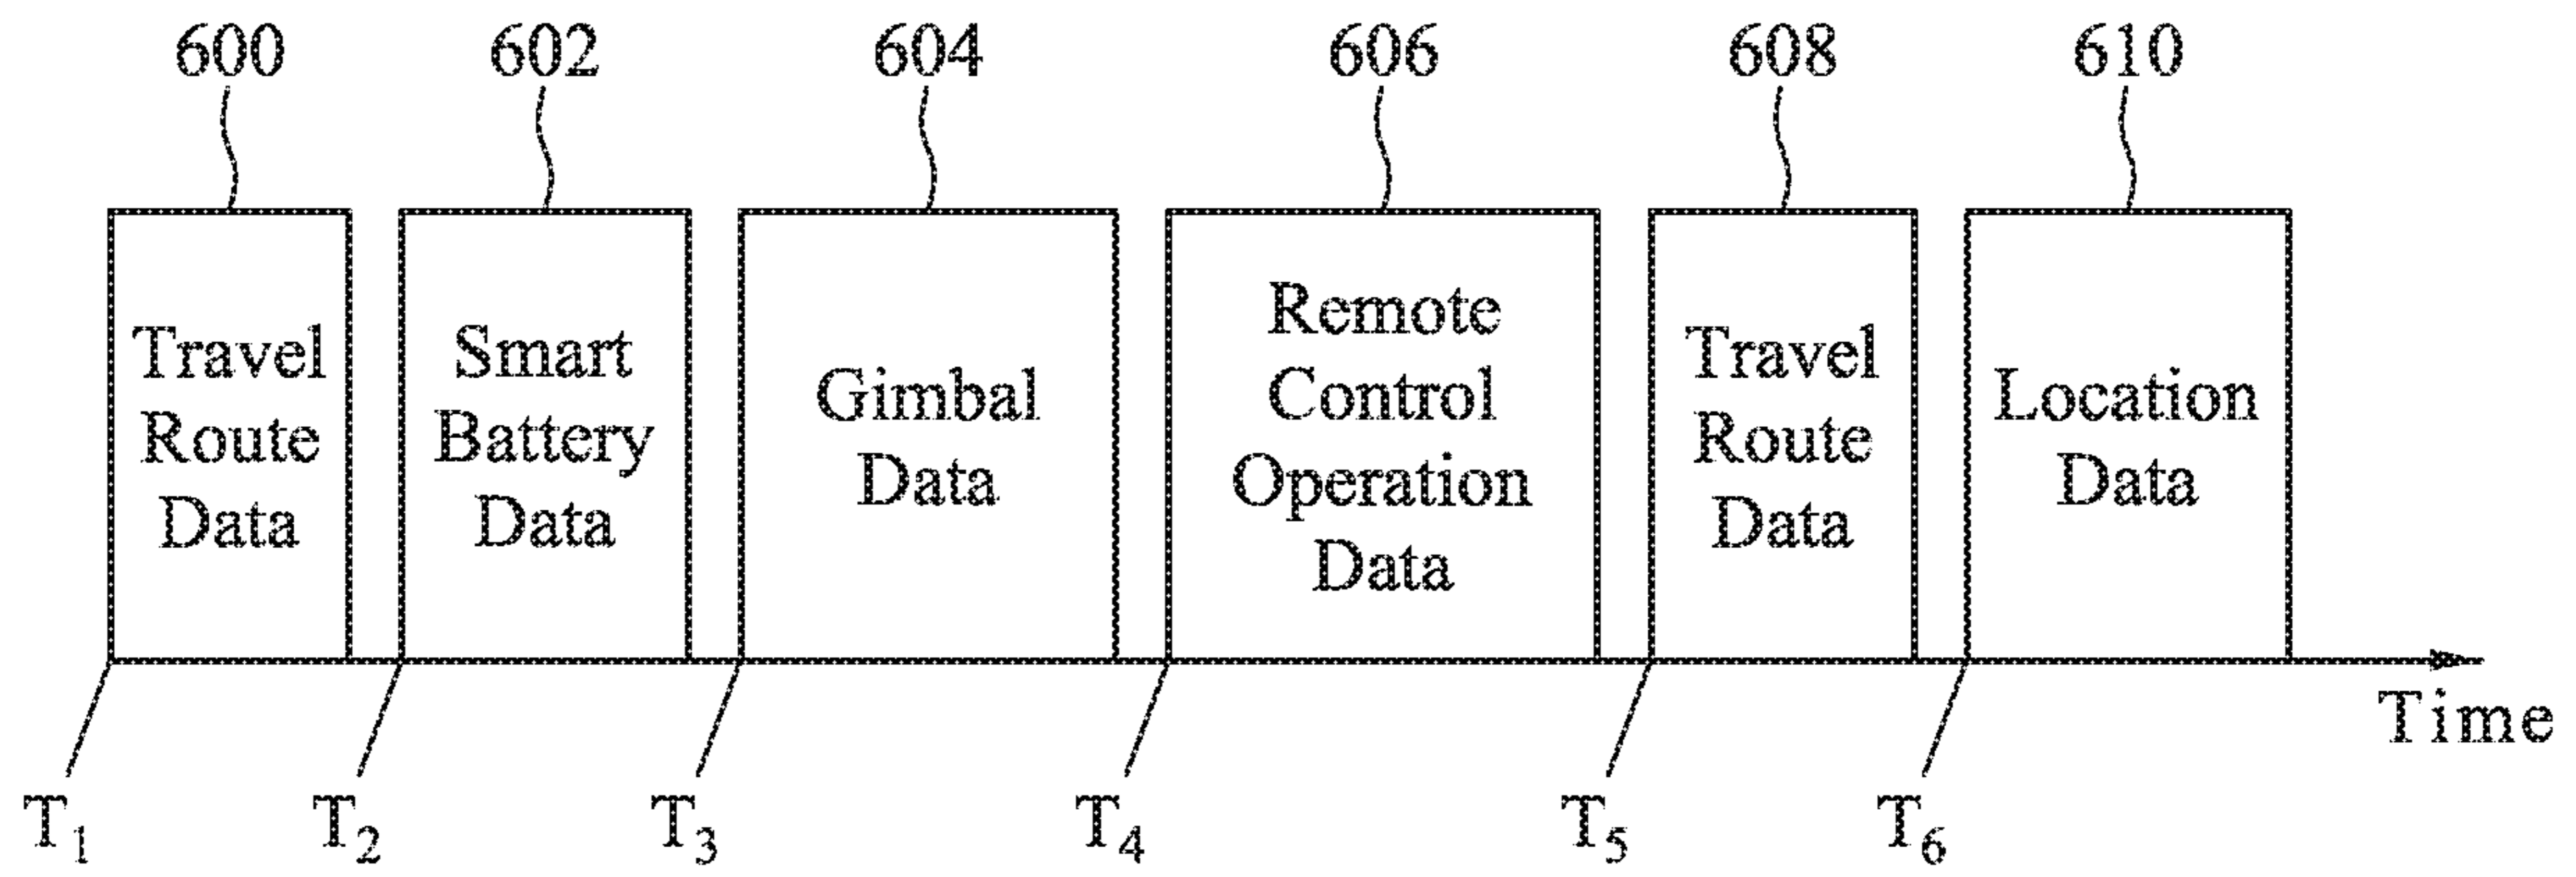 600
602
604
606
608
610
Travel
Route
Data
Smart
Battery
Data
Gimbal
Data
Remote
Control
Operation
Data
Travel
Route
Data
Location
Data
Time
T1
T2
T3
T4
T5
T6